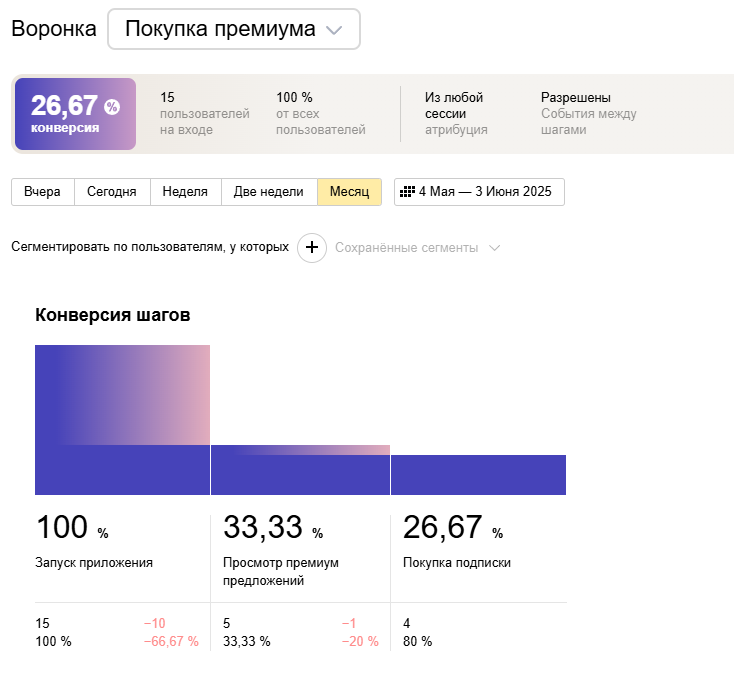 Воронка Покупка премиума
26,67 %
конверсия
15
пользователей
на входе
100 %
от всех
пользователей
Из любой
сессии
атрибуция
Разрешены
События между
шагами
Вчера Сегодня Неделя Две недели Месяц 4 Мая — 3 Июня 2025
Сегментировать по пользователям, у которых + Сохранённые сегменты
Конверсия шагов
100 %
Запуск приложения
33,33 %
Просмотр премиум
предложений
26,67 %
Покупка подписки
15 −10
100 % −66,67 %
5 −1
33,33 % −20 %
4
80 %